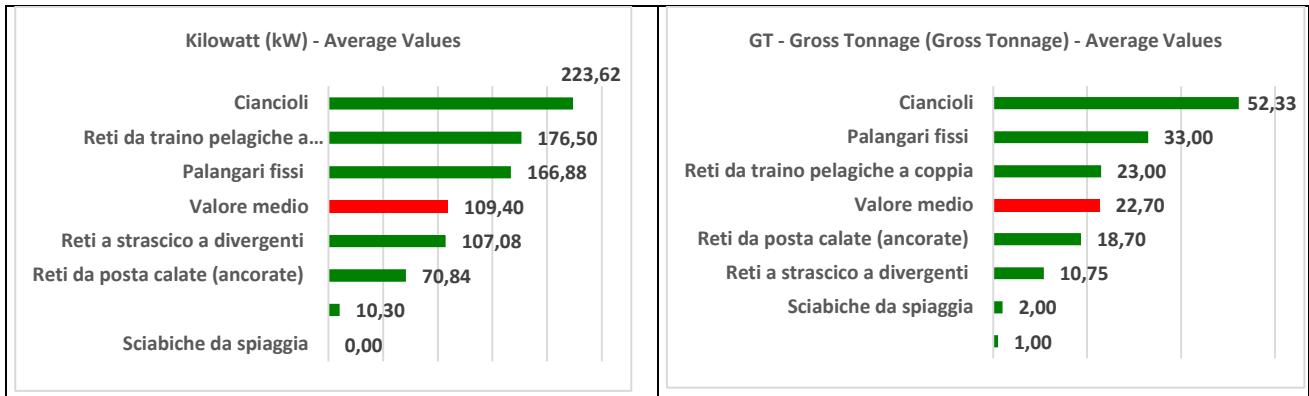 Kilowatt (kW) - Average Values
223,62
Ciancioli
Reti da traino pelagiche a... 176,50
Palangari fissi 166,88
Valore medio 109,40
Reti a strascico a divergenti 107,08
Reti da posta calate (ancorate) 70,84
10,30
Sciabiche da spiaggia 0,00
GT - Gross Tonnage (Gross Tonnage) - Average Values
Ciancioli 52,33
Palangari fissi 33,00
Reti da traino pelagiche a coppia 23,00
Valore medio 22,70
Reti da posta calate (ancorate) 18,70
Reti a strascico a divergenti 10,75
Sciabiche da spiaggia 2,00
1,00